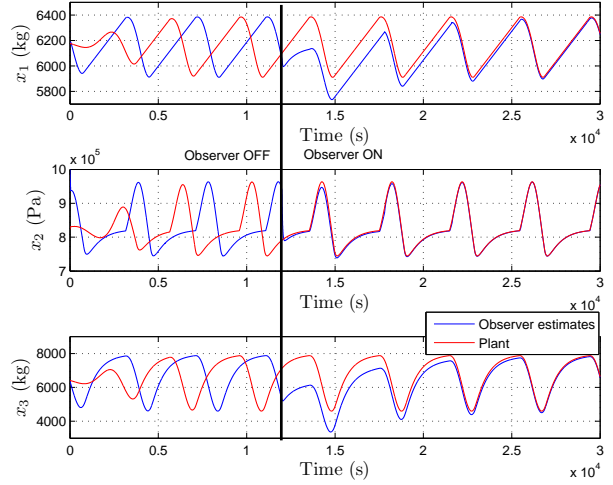 6400
6200
6000
5800
x1 (kg)
0 0.5 1 1.5 2 2.5 3
Time (s)
x 10^4
x 10^5
Observer OFF
Observer ON
10
9
8
7
x2 (Pa)
0 0.5 1 1.5 2 2.5 3
Time (s)
x 10^4
Observer estimates
Plant
8000
6000
4000
x3 (kg)
0 0.5 1 1.5 2 2.5 3
Time (s)
x 10^4